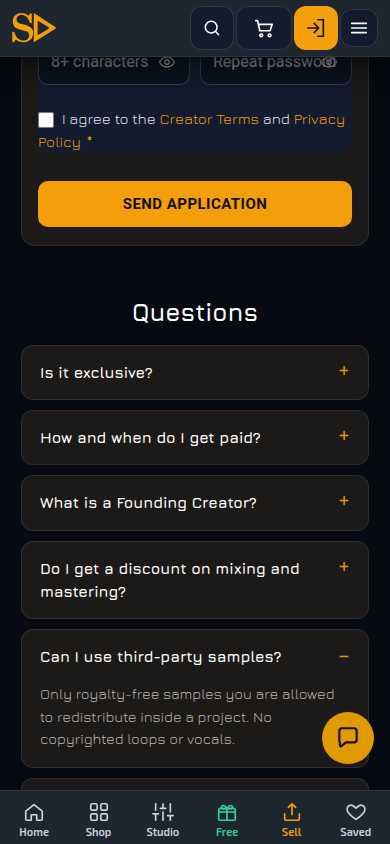 8+ characters
Repeat password
I agree to the Creator Terms and Privacy
Policy *
SEND APPLICATION
Questions
Is it exclusive?
+
How and when do I get paid?
+
What is a Founding Creator?
+
Do I get a discount on mixing and
mastering?
+
Can I use third-party samples?
−
Only royalty-free samples you are allowed
to redistribute inside a project. No
copyrighted loops or vocals.
Home
Shop
Studio
Free
Sell
Saved